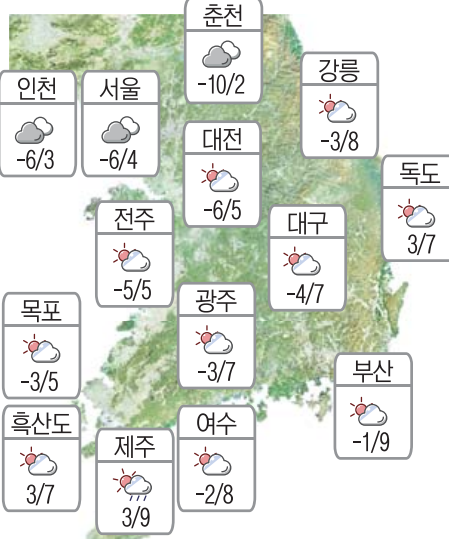 춘천
-10/2
강릉
-3/8
인천
-6/3
서울
-6/4
대전
-6/5
독도
3/7
전주
-5/5
대구
-4/7
광주
-3/7
목포
-3/5
부산
-1/9
흑산도
3/7
제주
3/9
여수
-2/8